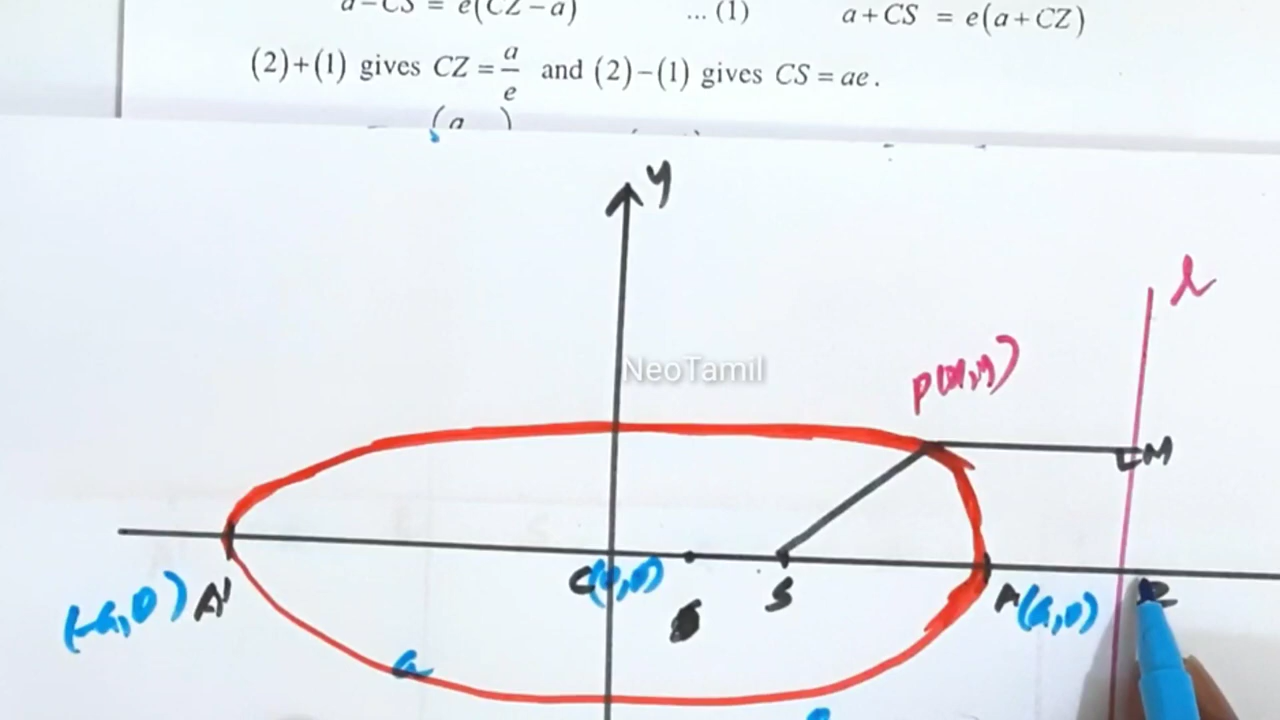 a−CS = e(CZ−a) ... (1) a+CS = e(a+CZ)
(2)+(1) gives CZ = a/e and (2)−(1) gives CS = ae.
(a )
y
l
NeoTamil
P(x,y)
M
C(0,0)
(-a,0) A' S A(a,0)
a